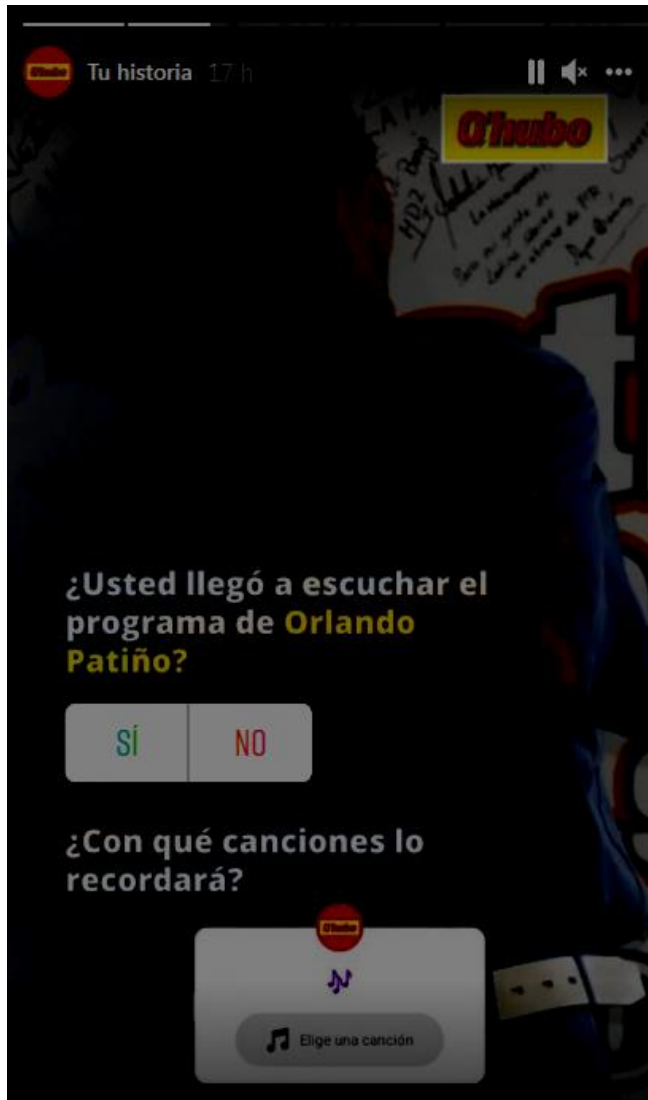 Q'hubo
Tu historia 17 h
Q'hubo
¿Usted llegó a escuchar el
programa de Orlando
Patiño?
SÍ
NO
¿Con qué canciones lo
recordará?
Q'hubo
Elige una canción